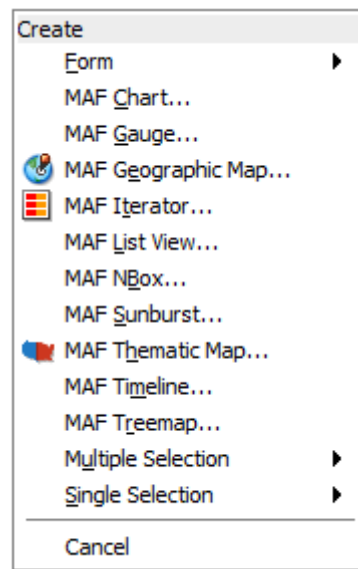 Create
Form
MAF Chart...
MAF Gauge...
MAF Geographic Map...
MAF Iterator...
MAF List View...
MAF NBox...
MAF Sunburst...
MAF Thematic Map...
MAF Timeline...
MAF Treemap...
Multiple Selection
Single Selection
Cancel